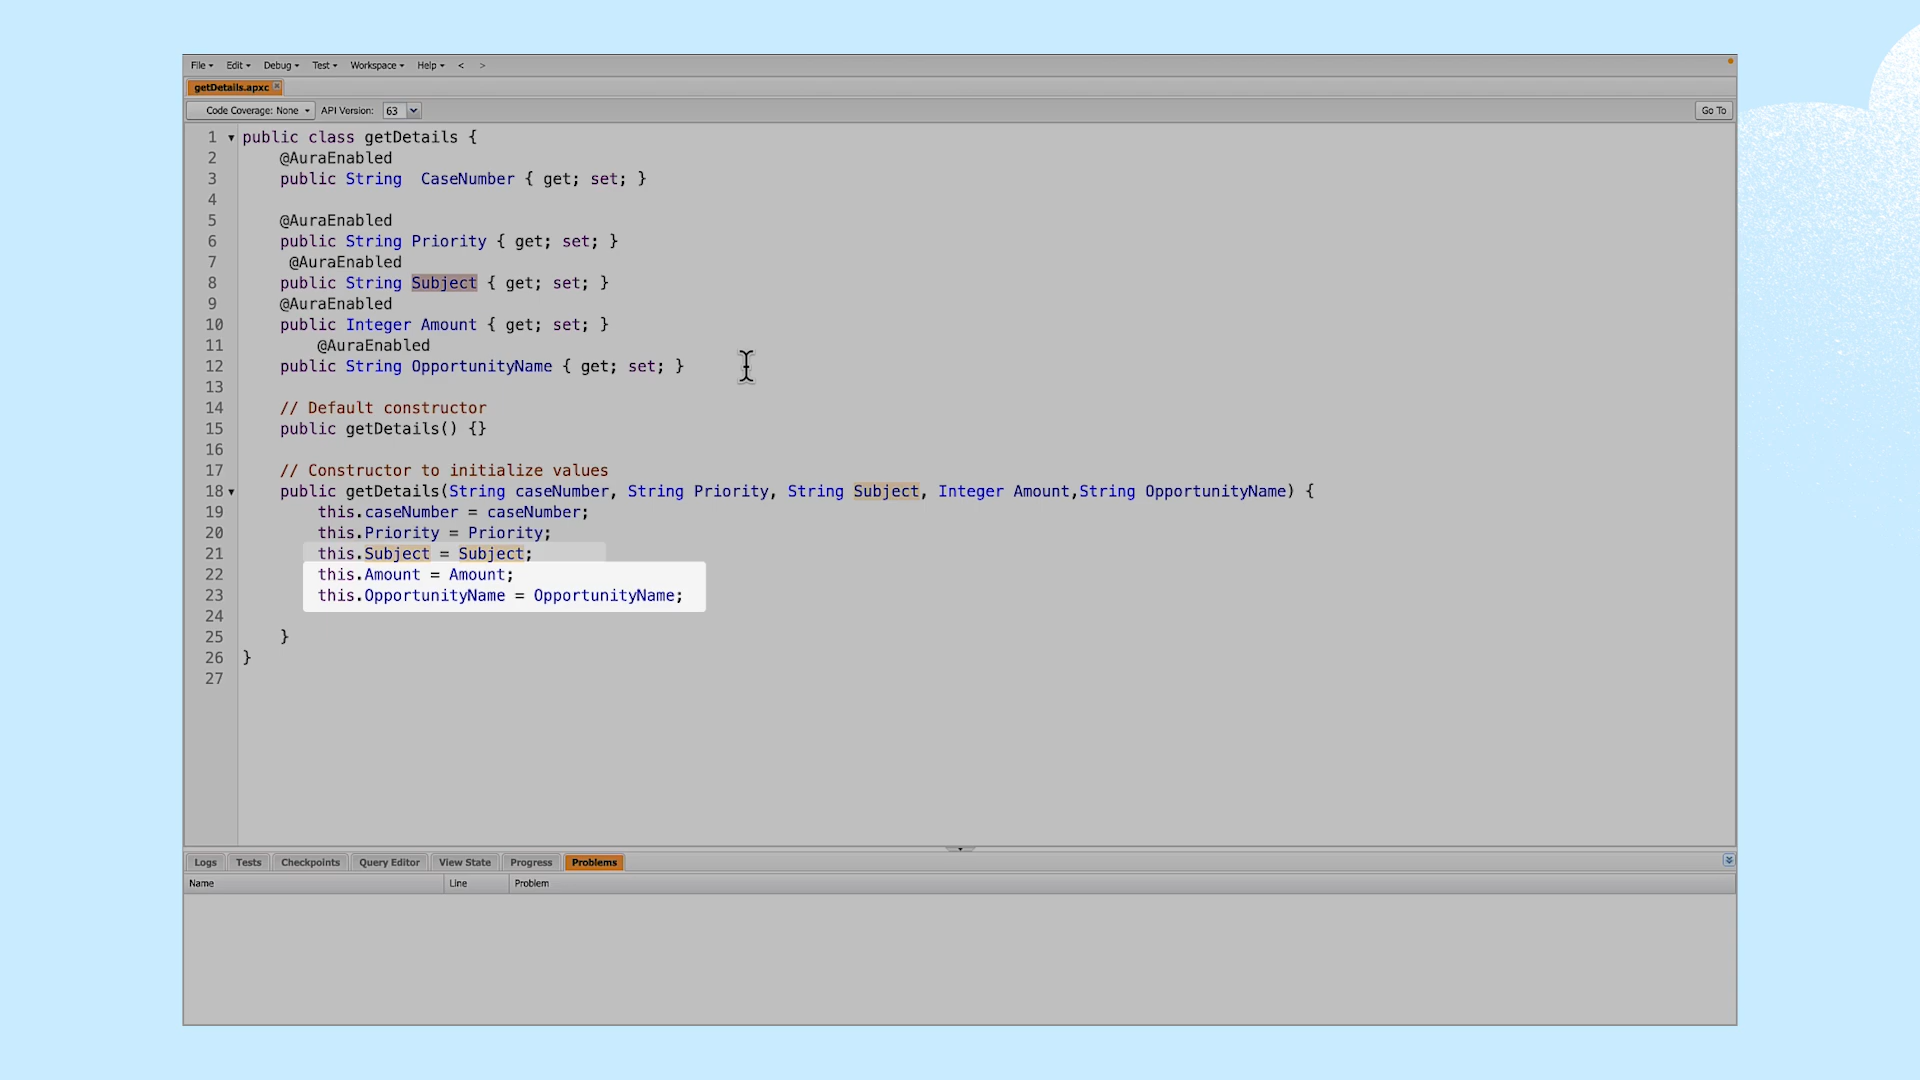 File Edit Debug Test Workspace Help < >
getDetails.apxc
Code Coverage: None API Version: 63 Go To
1 public class getDetails {
2 @AuraEnabled
3 public String  CaseNumber { get; set; }
4
5 @AuraEnabled
6 public String Priority { get; set; }
7 @AuraEnabled
8 public String Subject { get; set; }
9 @AuraEnabled
10 public Integer Amount { get; set; }
11 @AuraEnabled
12 public String OpportunityName { get; set; }
13
14 // Default constructor
15 public getDetails() {}
16
17 // Constructor to initialize values
18 public getDetails(String caseNumber, String Priority, String Subject, Integer Amount,String OpportunityName) {
19 this.caseNumber = caseNumber;
20 this.Priority = Priority;
21 this.Subject = Subject;
22 this.Amount = Amount;
23 this.OpportunityName = OpportunityName;
24
25 }
26 }
27
Logs Tests Checkpoints Query Editor View State Progress Problems
Name Line Problem